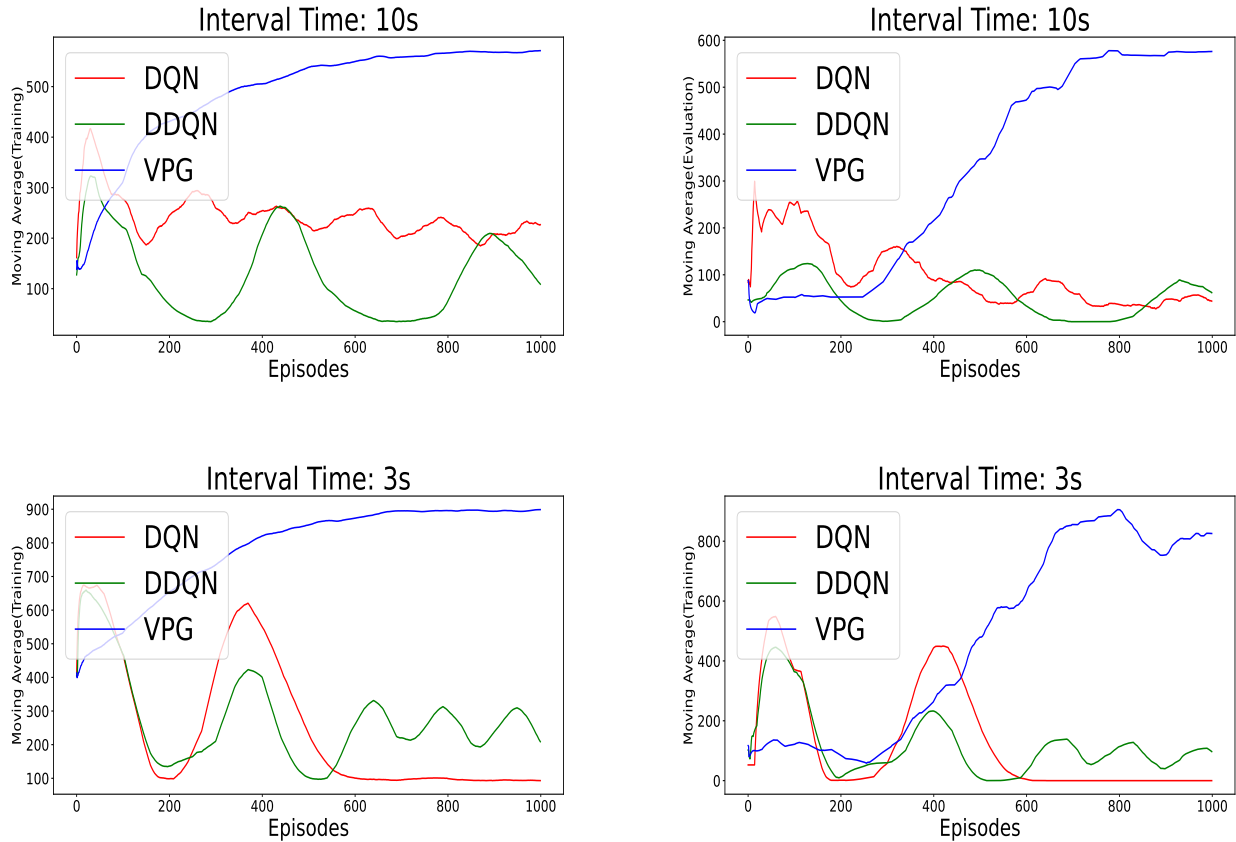 Interval Time: 10s
Moving Average(Training)
500
400
300
200
100
DQN
DDQN
VPG
0 200 400 600 800 1000
Episodes
Interval Time: 10s
Moving Average(Evaluation)
600
500
400
300
200
100
0
DQN
DDQN
VPG
0 200 400 600 800 1000
Episodes
Interval Time: 3s
Moving Average(Training)
900
800
700
600
500
400
300
200
100
DQN
DDQN
VPG
0 200 400 600 800 1000
Episodes
Interval Time: 3s
Moving Average(Training)
800
600
400
200
0
DQN
DDQN
VPG
0 200 400 600 800 1000
Episodes